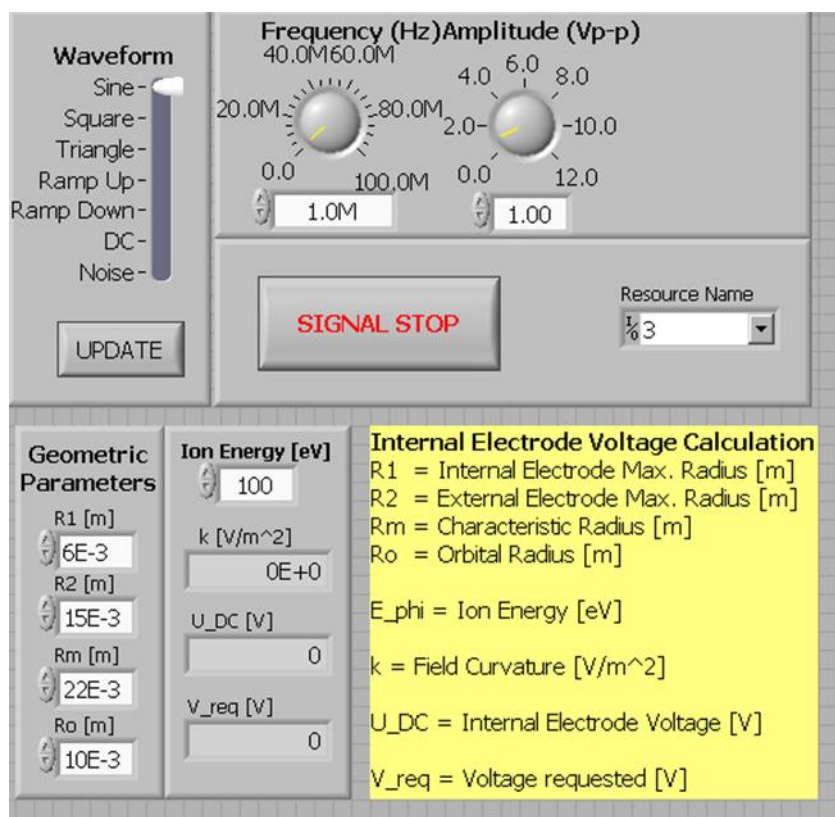 Waveform
Sine
Square
Triangle
Ramp Up
Ramp Down
DC
Noise
UPDATE
Frequency (Hz)
40.0M 60.0M
20.0M 80.0M
0.0 100.0M
1.0M
Amplitude (Vp-p)
4.0 6.0 8.0
2.0 10.0
0.0 12.0
1.00
SIGNAL STOP
Resource Name
I/O 3
Geometric
Parameters
R1 [m]
6E-3
R2 [m]
15E-3
Rm [m]
22E-3
Ro [m]
10E-3
Ion Energy [eV]
100
k [V/m^2]
0E+0
U_DC [V]
0
V_req [V]
0
Internal Electrode Voltage Calculation
R1 = Internal Electrode Max. Radius [m]
R2 = External Electrode Max. Radius [m]
Rm = Characteristic Radius [m]
Ro = Orbital Radius [m]
E_phi = Ion Energy [eV]
k = Field Curvature [V/m^2]
U_DC = Internal Electrode Voltage [V]
V_req = Voltage requested [V]